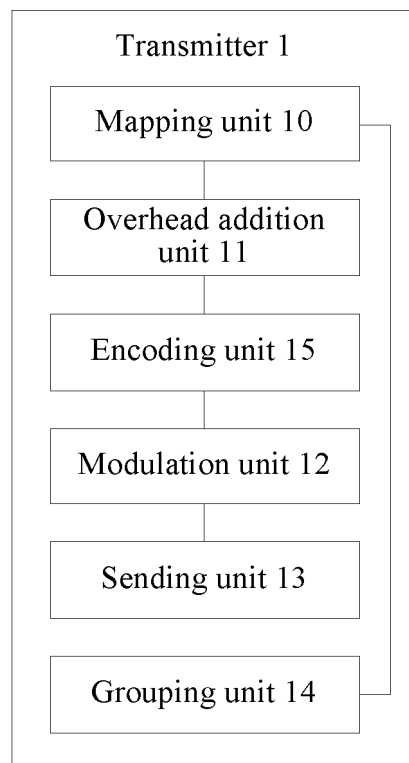 Transmitter 1
Mapping unit 10
Overhead addition
unit 11
Encoding unit 15
Modulation unit 12
Sending unit 13
Grouping unit 14